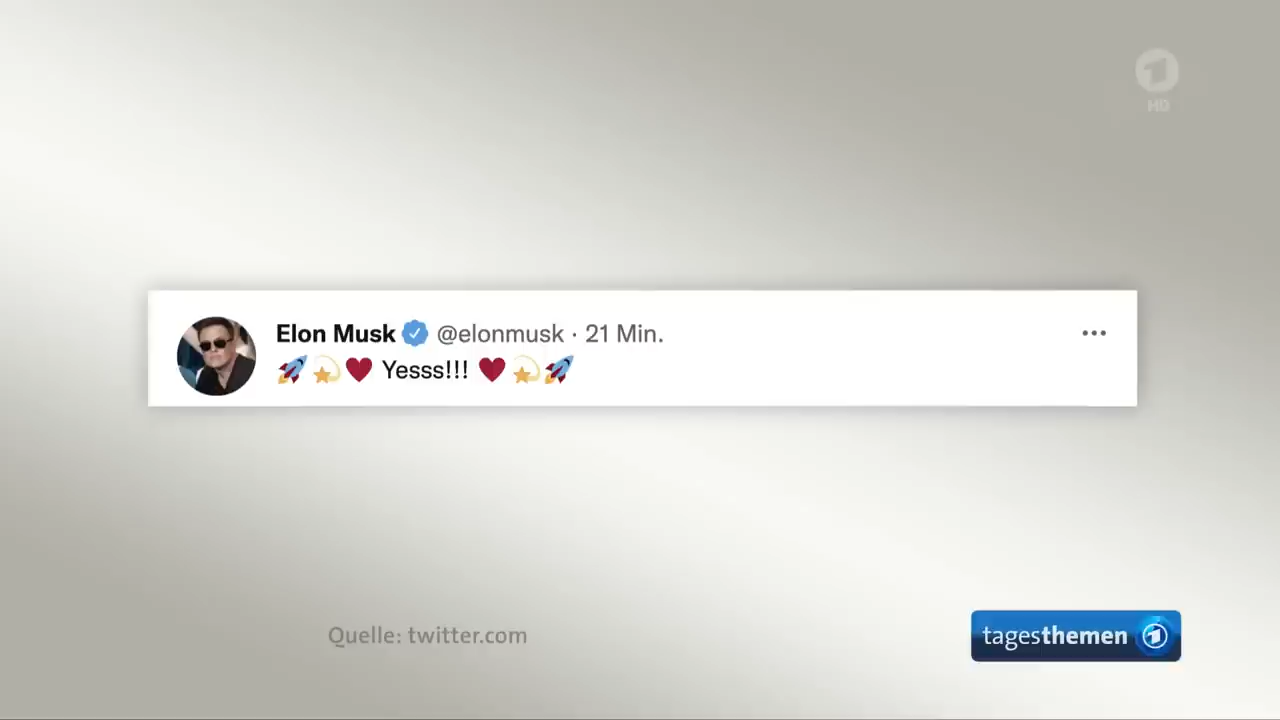 HD
Elon Musk @elonmusk · 21 Min.
🚀💫❤️ Yesss!!! ❤️💫🚀
Quelle: twitter.com
tagesthemen